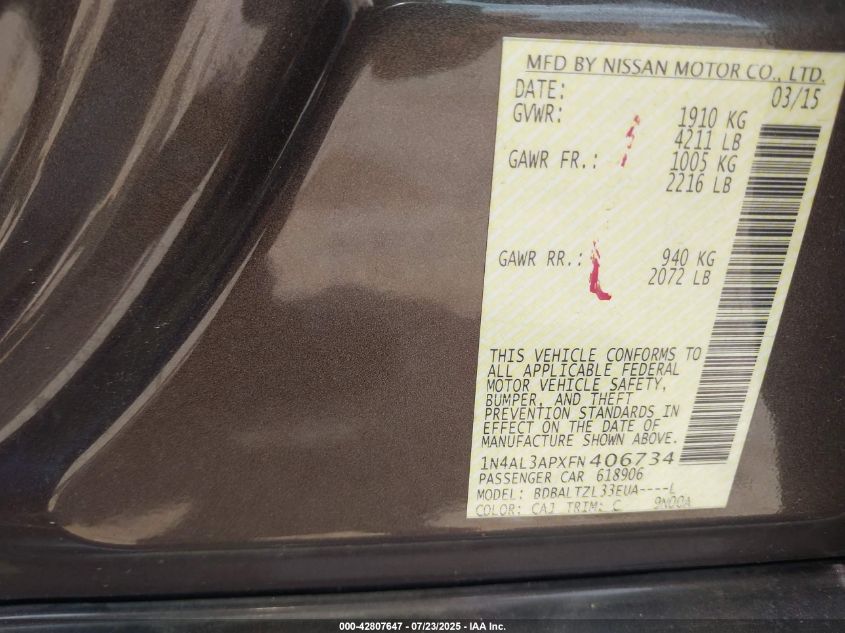 MFD BY NISSAN MOTOR CO., LTD.
DATE: 03/15
GVWR: 1910 KG
4211 LB
GAWR FR.: 1005 KG
2216 LB
GAWR RR.: 940 KG
2072 LB
THIS VEHICLE CONFORMS TO
ALL APPLICABLE FEDERAL
MOTOR VEHICLE SAFETY,
BUMPER, AND THEFT
PREVENTION STANDARDS IN
EFFECT ON THE DATE OF
MANUFACTURE SHOWN ABOVE.
1N4AL3APXFN406734
PASSENGER CAR 618906
MODEL: BDBALTZL33EUA----L
COLOR: CAJ TRIM: C 9N00A
000-42807647 - 07/23/2025 - IAA Inc.